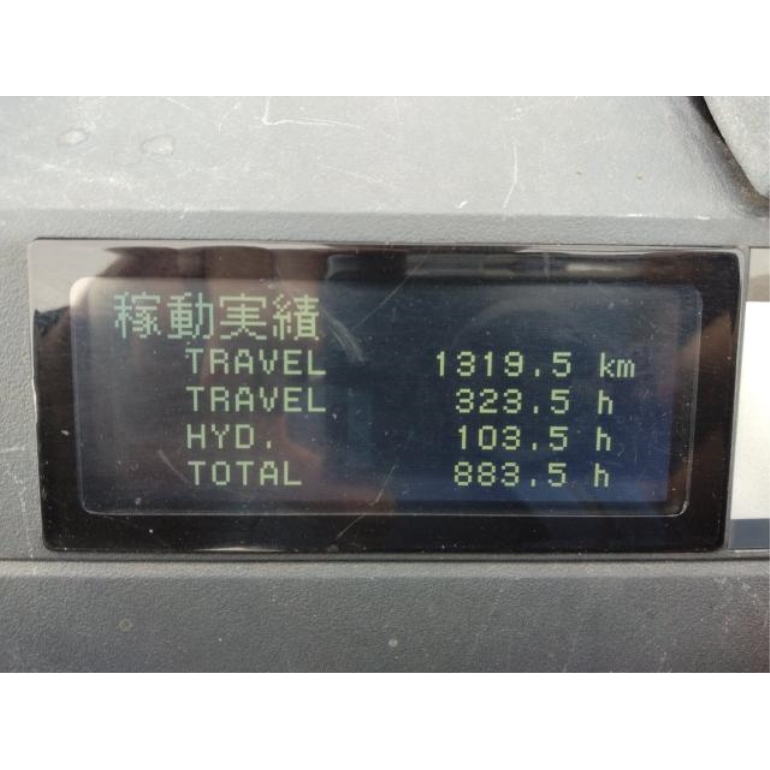 稼動実績
TRAVEL 1319.5 km
TRAVEL 323.5 h
HYD. 103.5 h
TOTAL 883.5 h